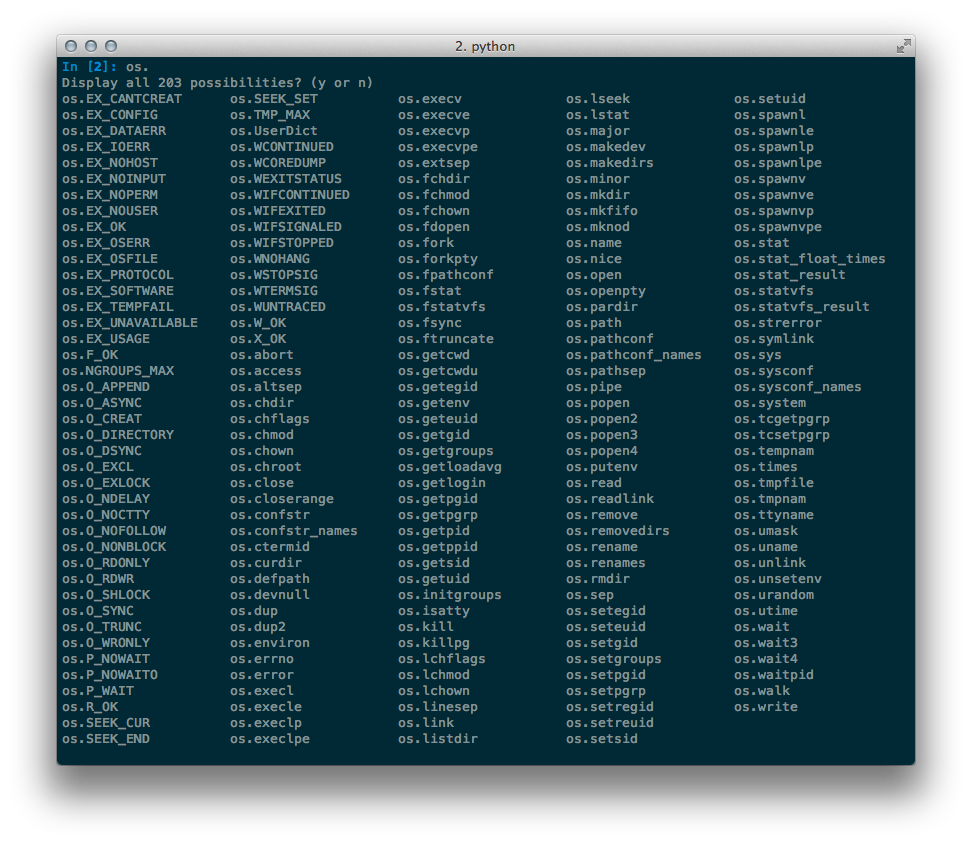 2. python
In [2]: os.
Display all 203 possibilities? (y or n)
os.EX_CANTCREAT os.SEEK_SET os.execv os.lseek os.setuid
os.EX_CONFIG os.TMP_MAX os.execve os.lstat os.spawnl
os.EX_DATAERR os.UserDict os.execvp os.major os.spawnle
os.EX_IOERR os.WCONTINUED os.execvpe os.makedev os.spawnlp
os.EX_NOHOST os.WCOREDUMP os.extsep os.makedirs os.spawnlpe
os.EX_NOINPUT os.WEXITSTATUS os.fchdir os.minor os.spawnv
os.EX_NOPERM os.WIFCONTINUED os.fchmod os.mkdir os.spawnve
os.EX_NOUSER os.WIFEXITED os.fchown os.mkfifo os.spawnvp
os.EX_OK os.WIFSIGNALED os.fdopen os.mknod os.spawnvpe
os.EX_OSERR os.WIFSTOPPED os.fork os.name os.stat
os.EX_OSFILE os.WNOHANG os.forkpty os.nice os.stat_float_times
os.EX_PROTOCOL os.WSTOPSIG os.fpathconf os.open os.stat_result
os.EX_SOFTWARE os.WTERMSIG os.fstat os.openpty os.statvfs
os.EX_TEMPFAIL os.WUNTRACED os.fstatvfs os.pardir os.statvfs_result
os.EX_UNAVAILABLE os.W_OK os.fsync os.path os.strerror
os.EX_USAGE os.X_OK os.ftruncate os.pathconf os.symlink
os.F_OK os.abort os.getcwd os.pathconf_names os.sys
os.NGROUPS_MAX os.access os.getcwdu os.pathsep os.sysconf
os.O_APPEND os.altsep os.getegid os.pipe os.sysconf_names
os.O_ASYNC os.chdir os.getenv os.popen os.system
os.O_CREAT os.chflags os.geteuid os.popen2 os.tcgetpgrp
os.O_DIRECTORY os.chmod os.getgid os.popen3 os.tcsetpgrp
os.O_DSYNC os.chown os.getgroups os.popen4 os.tempnam
os.O_EXCL os.chroot os.getloadavg os.putenv os.times
os.O_EXLOCK os.close os.getlogin os.read os.tmpfile
os.O_NDELAY os.closerange os.getpgid os.readlink os.tmpnam
os.O_NOCTTY os.confstr os.getpgrp os.remove os.ttyname
os.O_NOFOLLOW os.confstr_names os.getpid os.removedirs os.umask
os.O_NONBLOCK os.ctermid os.getppid os.rename os.uname
os.O_RDONLY os.curdir os.getsid os.renames os.unlink
os.O_RDWR os.defpath os.getuid os.rmdir os.unsetenv
os.O_SHLOCK os.devnull os.initgroups os.sep os.urandom
os.O_SYNC os.dup os.isatty os.setegid os.utime
os.O_TRUNC os.dup2 os.kill os.seteuid os.wait
os.O_WRONLY os.environ os.killpg os.setgid os.wait3
os.P_NOWAIT os.errno os.lchflags os.setgroups os.wait4
os.P_NOWAITO os.error os.lchmod os.setpgid os.waitpid
os.P_WAIT os.execl os.lchown os.setpgrp os.walk
os.R_OK os.execle os.linesep os.setregid os.write
os.SEEK_CUR os.execlp os.link os.setreuid
os.SEEK_END os.execlpe os.listdir os.setsid